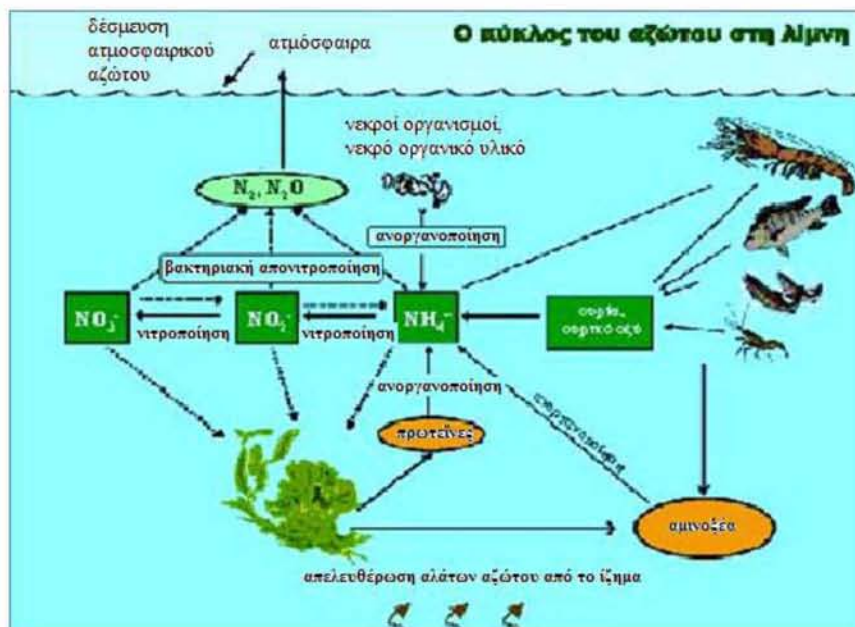 δέσμευση
ατμοσφαιρικού
αζώτου
ατμόσφαιρα
Ο κύκλος του αζώτου στη λίμνη
νεκροί οργανισμοί,
νεκρό οργανικό υλικό
N₂, N₂O
ανοργανοποίηση
βακτηριακή απονιτροποίηση
NO₃⁻
NO₂⁻
NH₄⁻
ουρία,
ουρικό οξύ
νιτροποίηση
νιτροποίηση
ανοργανοποίηση
ανοργανοποίηση
πρωτεΐνες
αμινοξέα
απελευθέρωση αλάτων αζώτου από το ίζημα